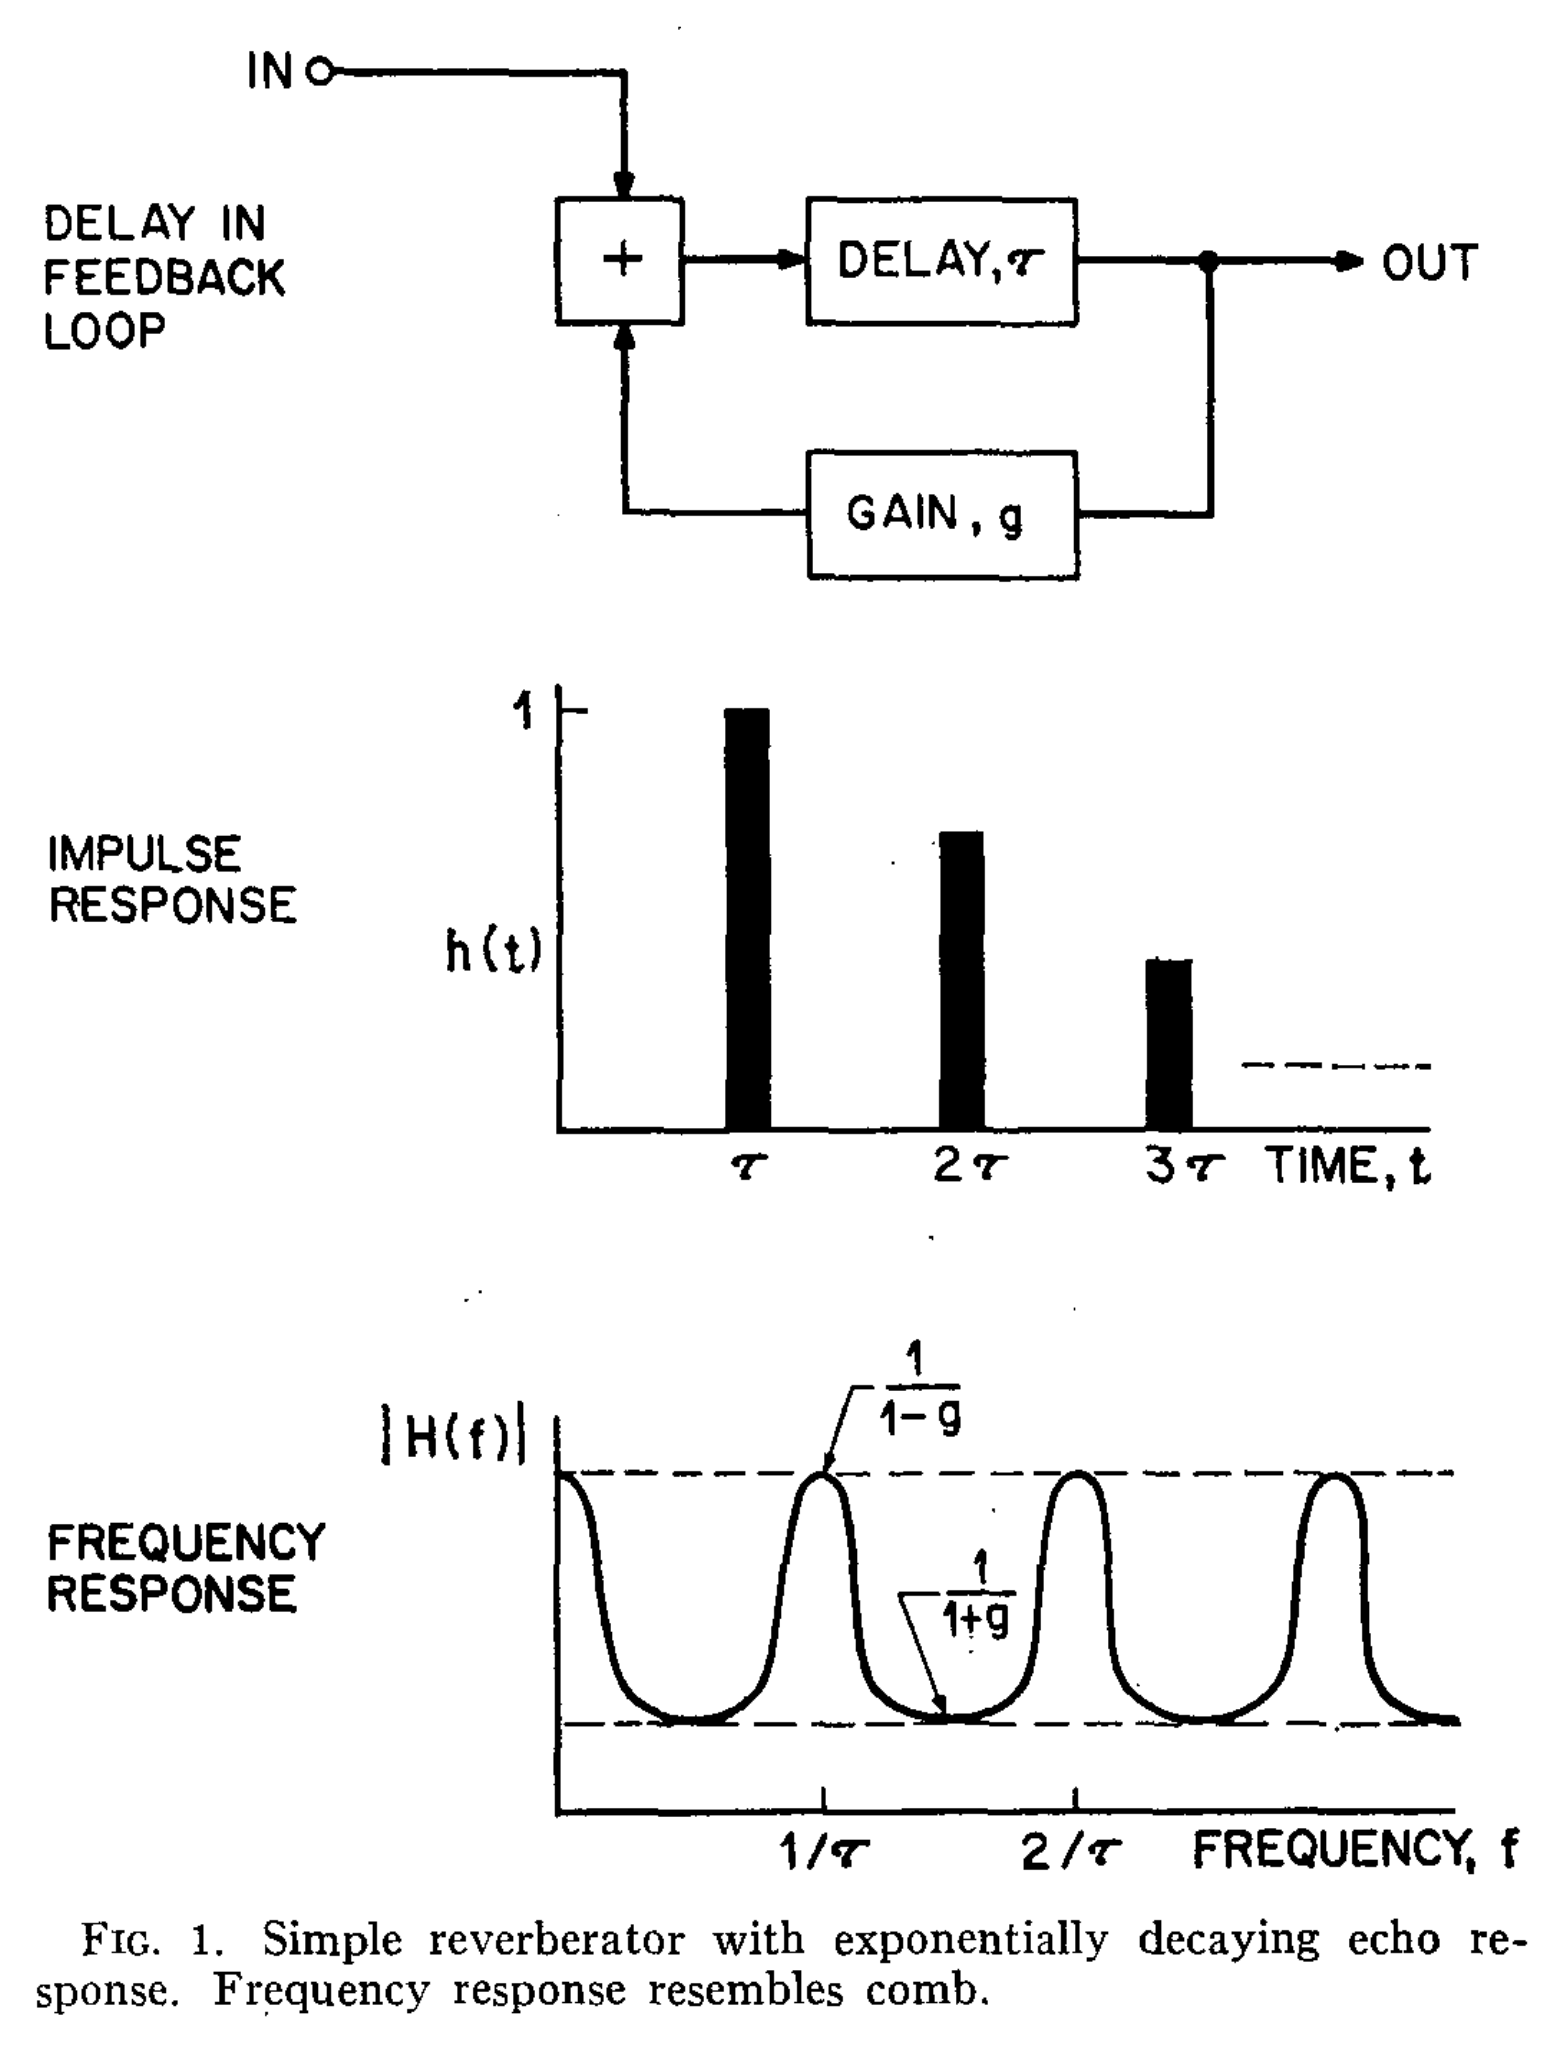 IN
DELAY IN
FEEDBACK
LOOP
+
DELAY, τ
OUT
GAIN, g
1
IMPULSE
RESPONSE
h(t)
τ
2τ
3τ
TIME, t
1
1-g
|H(f)|
FREQUENCY
RESPONSE
1
1+g
1/τ
2/τ
FREQUENCY, f
FIG. 1. Simple reverberator with exponentially decaying echo re-
sponse. Frequency response resembles comb.